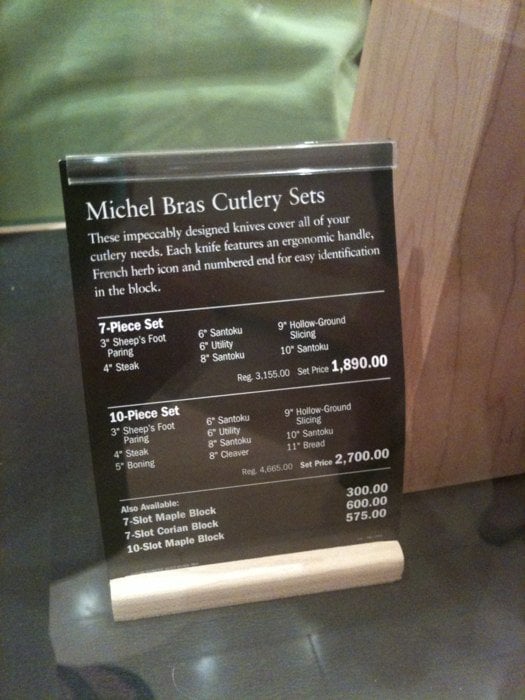 Michel Bras Cutlery Sets
These impeccably designed knives cover all of your
cutlery needs. Each knife features an ergonomic handle,
French herb icon and numbered end for easy identification
in the block.
7-Piece Set
3" Sheep's Foot
Paring
4" Steak
6" Santoku
6" Utility
8" Santoku
9" Hollow-Ground
Slicing
10" Santoku
Reg. 3,155.00 Set Price 1,890.00
10-Piece Set
3" Sheep's Foot
Paring
4" Steak
5" Boning
6" Santoku
6" Utility
8" Santoku
8" Cleaver
9" Hollow-Ground
Slicing
10" Santoku
11" Bread
Reg. 4,665.00 Set Price 2,700.00
Also Available:
7-Slot Maple Block 300.00
7-Slot Corian Block 600.00
10-Slot Maple Block 575.00